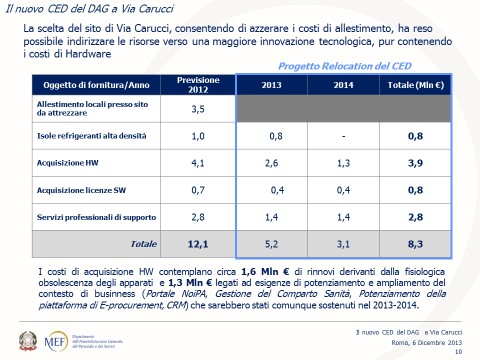 Il nuovo CED del DAG a Via Carucci
La scelta del sito di Via Carucci, consentendo di azzerare i costi di allestimento, ha reso
possibile indirizzare le risorse verso una maggiore innovazione tecnologica, pur contenendo
i costi di Hardware
Progetto Relocation del CED
Oggetto di fornitura/Anno Previsione 2012 2013 2014 Totale (Mln €)
Allestimento locali presso sito da attrezzare 3,5
Isole refrigeranti alta densità 1,0 0,8 - 0,8
Acquisizione HW 4,1 2,6 1,3 3,9
Acquisizione licenze SW 0,7 0,4 0,4 0,8
Servizi professionali di supporto 2,8 1,4 1,4 2,8
Totale 12,1 5,2 3,1 8,3
I costi di acquisizione HW contemplano circa 1,6 Mln € di rinnovi derivanti dalla fisiologica
obsolescenza degli apparati e 1,3 Mln € legati ad esigenze di potenziamento e ampliamento del
contesto di businness (Portale NoiPA, Gestione del Comparto Sanità, Potenziamento della
piattaforma di E-procurement, CRM) che sarebbero stati comunque sostenuti nel 2013-2014.
MEF
Dipartimento
dell'Amministrazione Generale
del Personale e dei Servizi
Il nuovo CED del DAG a Via Carucci
Roma, 6 Dicembre 2013
10